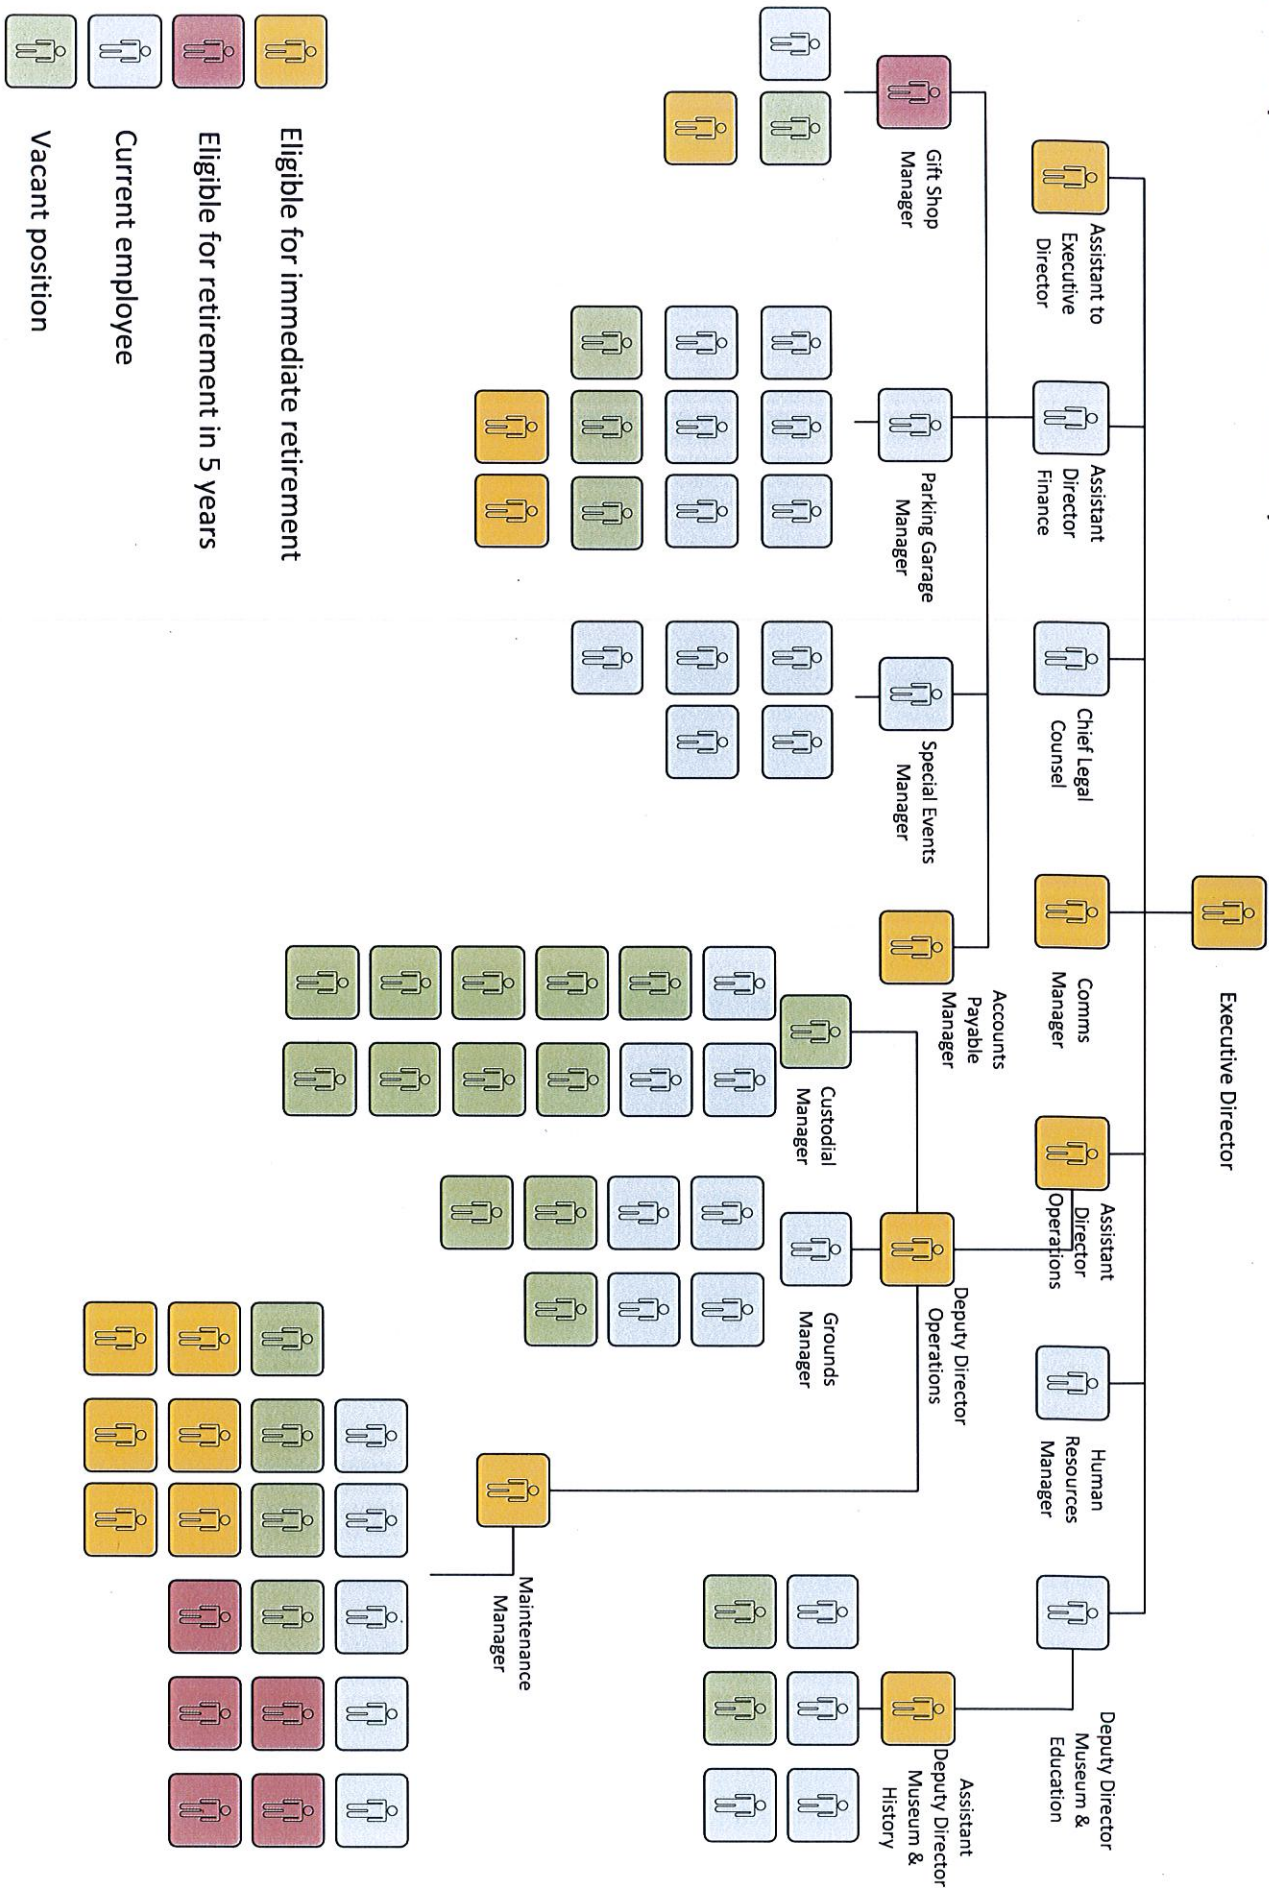 Executive Director
Assistant to
Executive
Director
Assistant
Director
Finance
Chief Legal
Counsel
Comms
Manager
Assistant
Director
Operations
Human
Resources
Manager
Deputy Director
Museum &
Education
Gift Shop
Manager
Parking Garage
Manager
Special Events
Manager
Accounts
Payable
Manager
Deputy Director
Operations
Assistant
Deputy Director
Museum &
History
Custodial
Manager
Grounds
Manager
Maintenance
Manager
Eligible for immediate retirement
Eligible for retirement in 5 years
Current employee
Vacant position